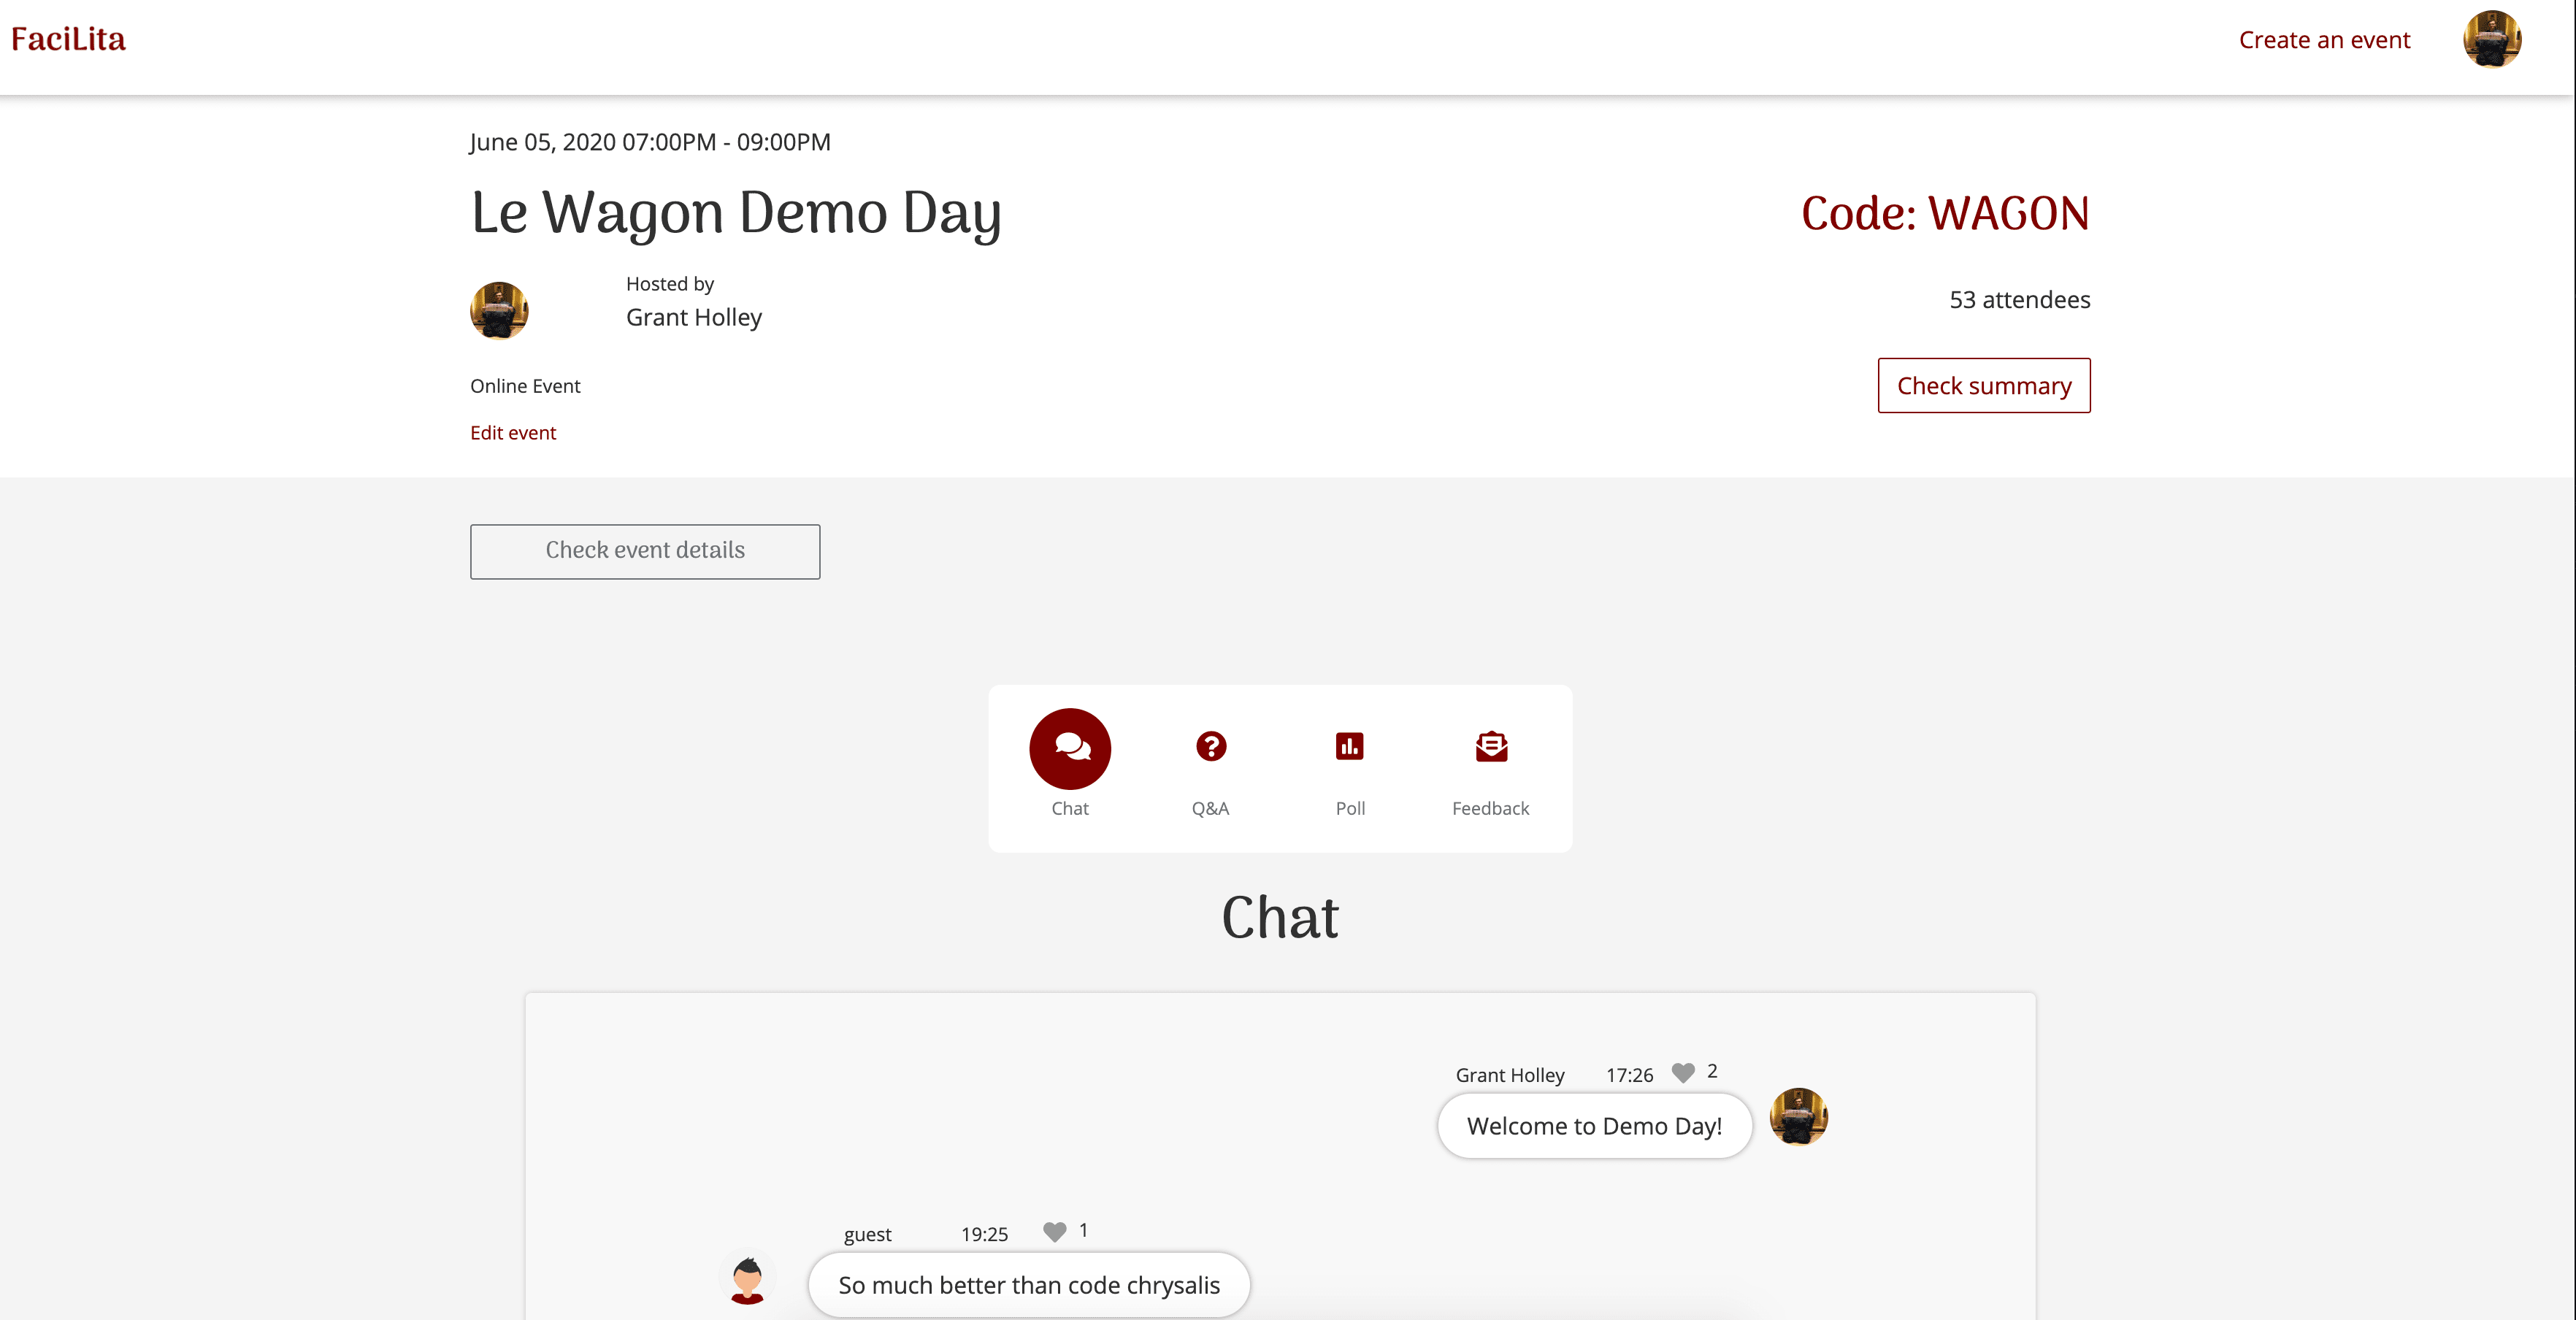 FaciLita
Create an event
June 05, 2020 07:00PM - 09:00PM
Le Wagon Demo Day
Code: WAGON
Hosted by
Grant Holley
53 attendees
Online Event
Check summary
Edit event
Check event details
Chat
Q&A
Poll
Feedback
Chat
Grant Holley 17:26 2
Welcome to Demo Day!
guest 19:25 1
So much better than code chrysalis